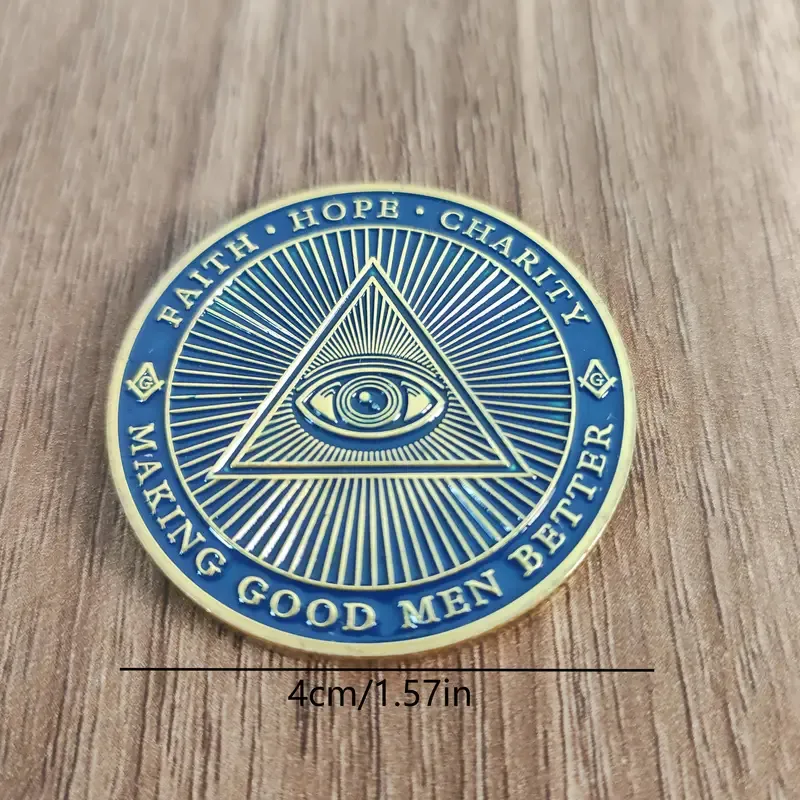 FAITH · HOPE · CHARITY
G G
MAKING GOOD MEN BETTER
4cm/1.57in